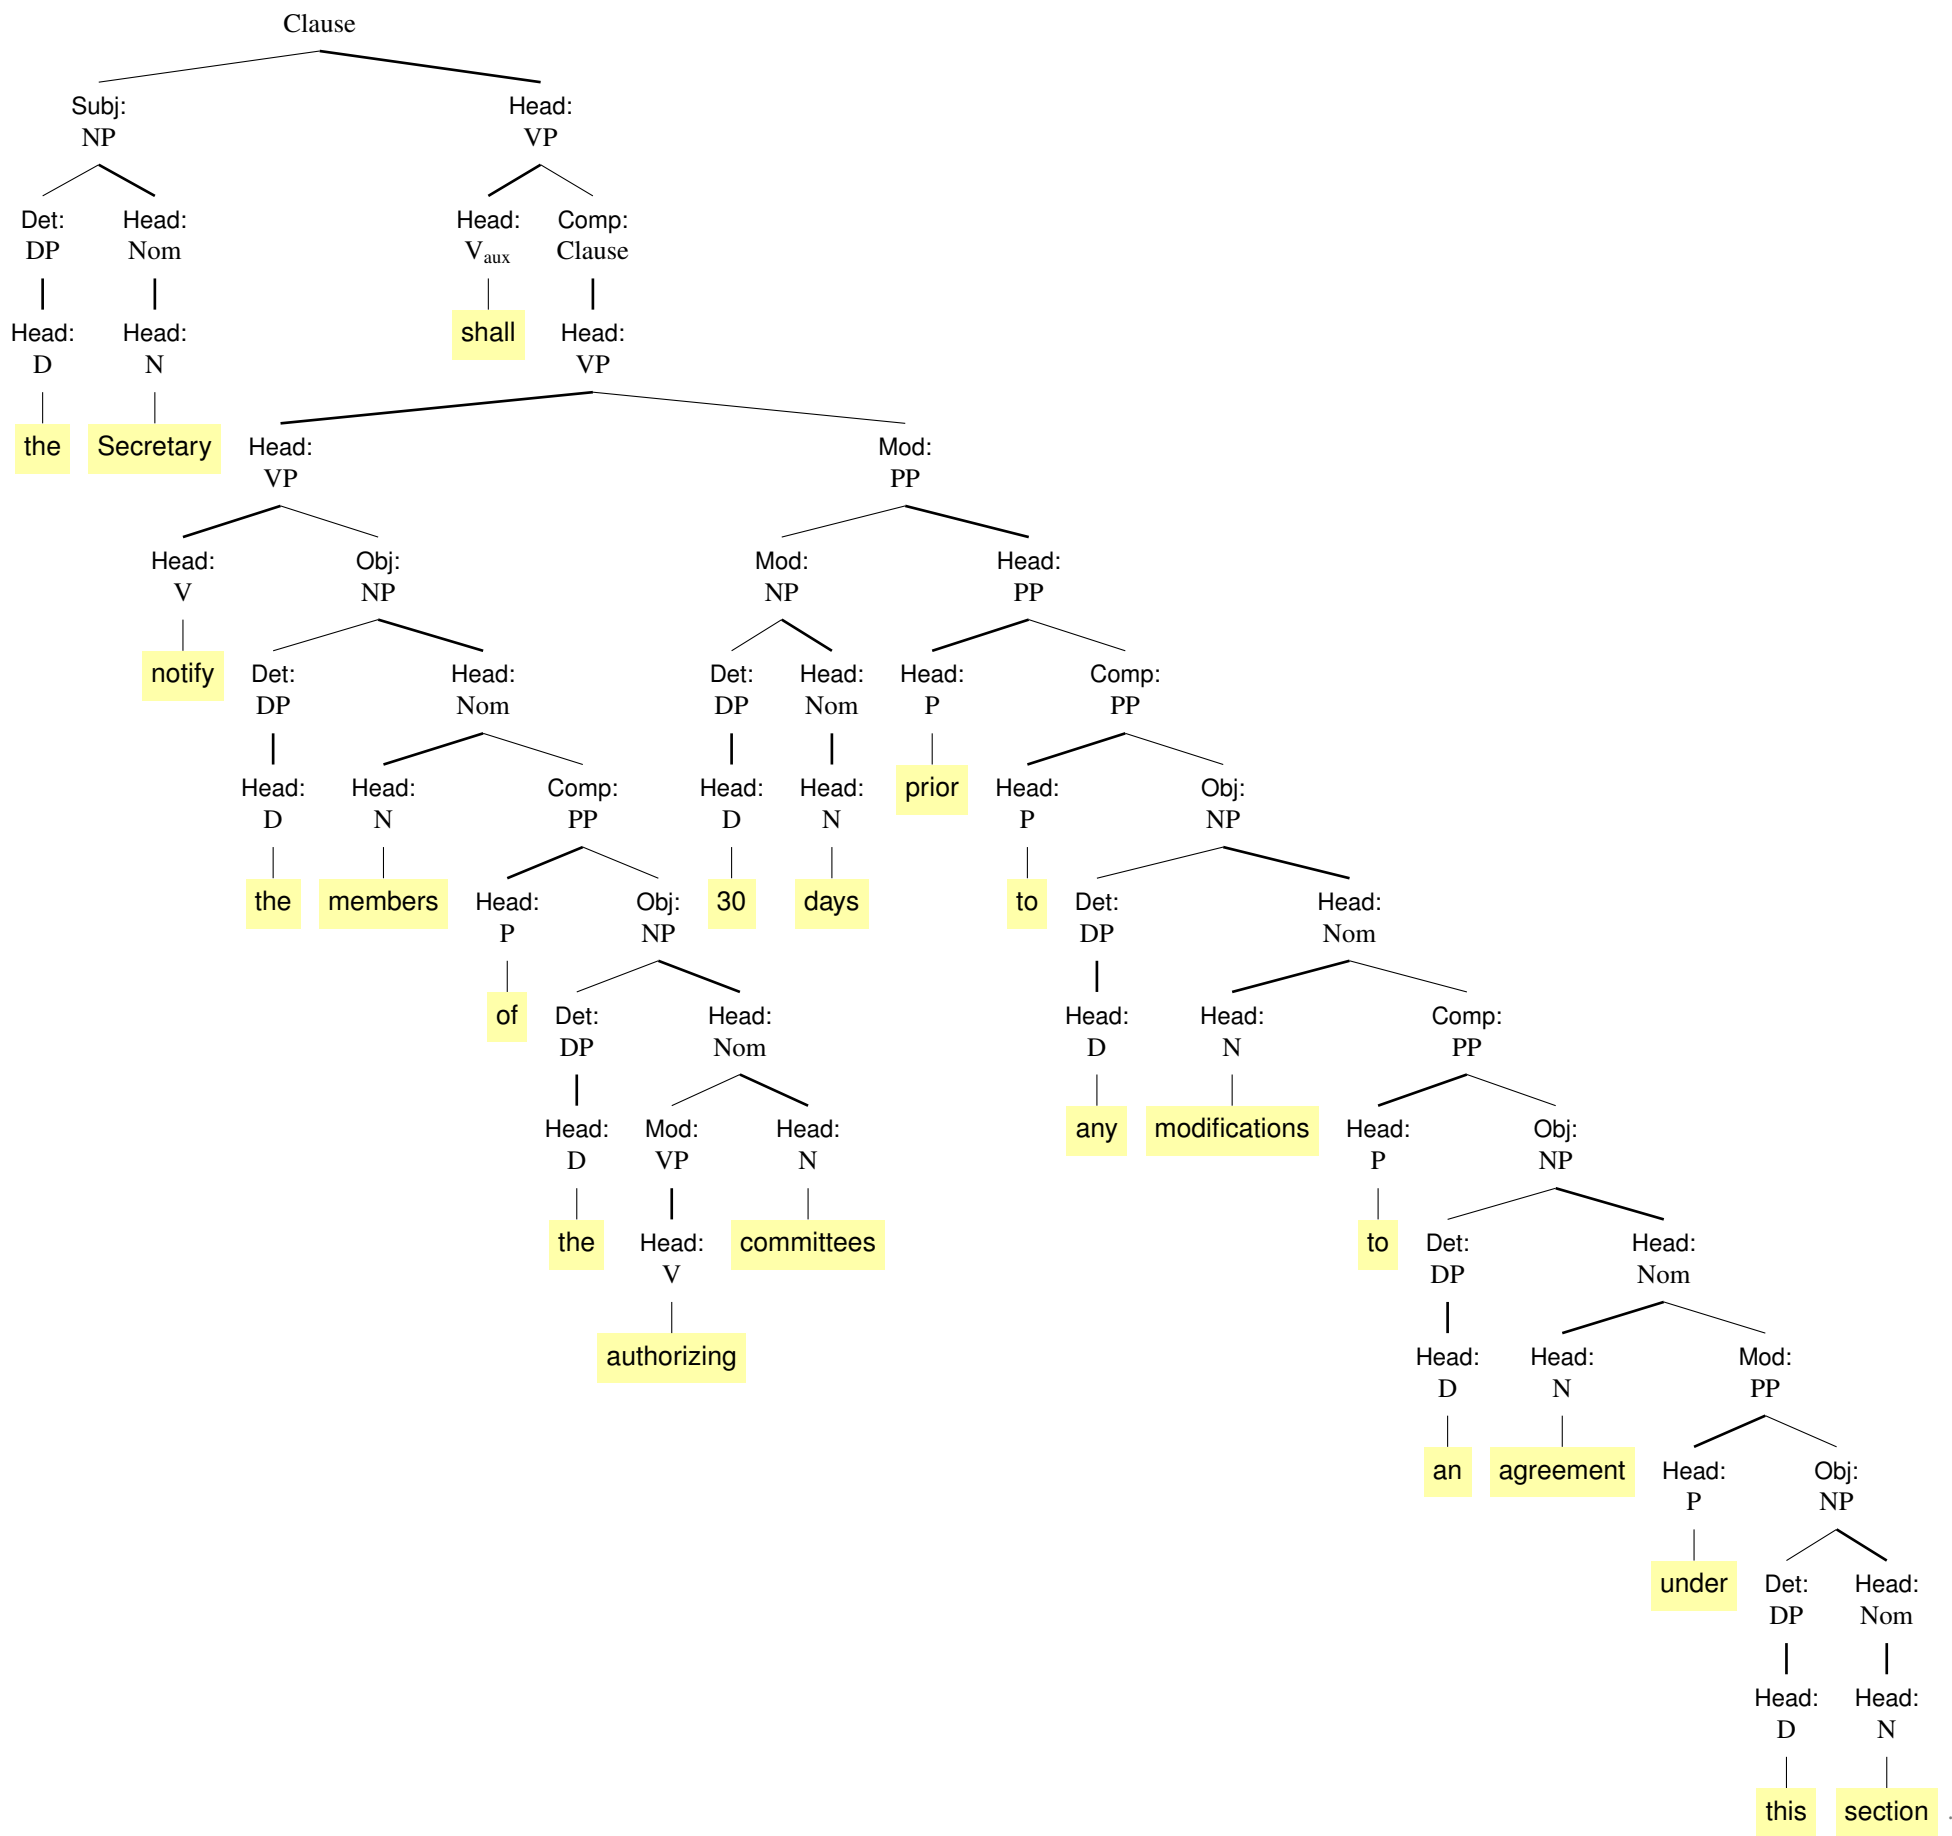 Clause
Subj: Head:
NP VP
Det: Head: Head: Comp:
DP Nom Vaux Clause
Head: Head: shall Head:
D N VP
the Secretary Head: Mod:
VP PP
Head: Obj: Mod: Head:
V NP NP PP
notify Det: Head: Det: Head: Head: Comp:
DP Nom DP Nom P PP
Head: Head: Comp: Head: Head: prior Head: Obj:
D N PP D N P NP
the members Head: Obj: 30 days to Det: Head:
P NP DP Nom
of Det: Head: Head: Head: Comp:
DP Nom D N PP
Head: Mod: Head: any modifications Head: Obj:
D VP N P NP
the Head: committees to Det: Head:
V DP Nom
authorizing Head: Head: Mod:
D N PP
an agreement Head: Obj:
P NP
under Det: Head:
DP Nom
Head: Head:
D N
this section .